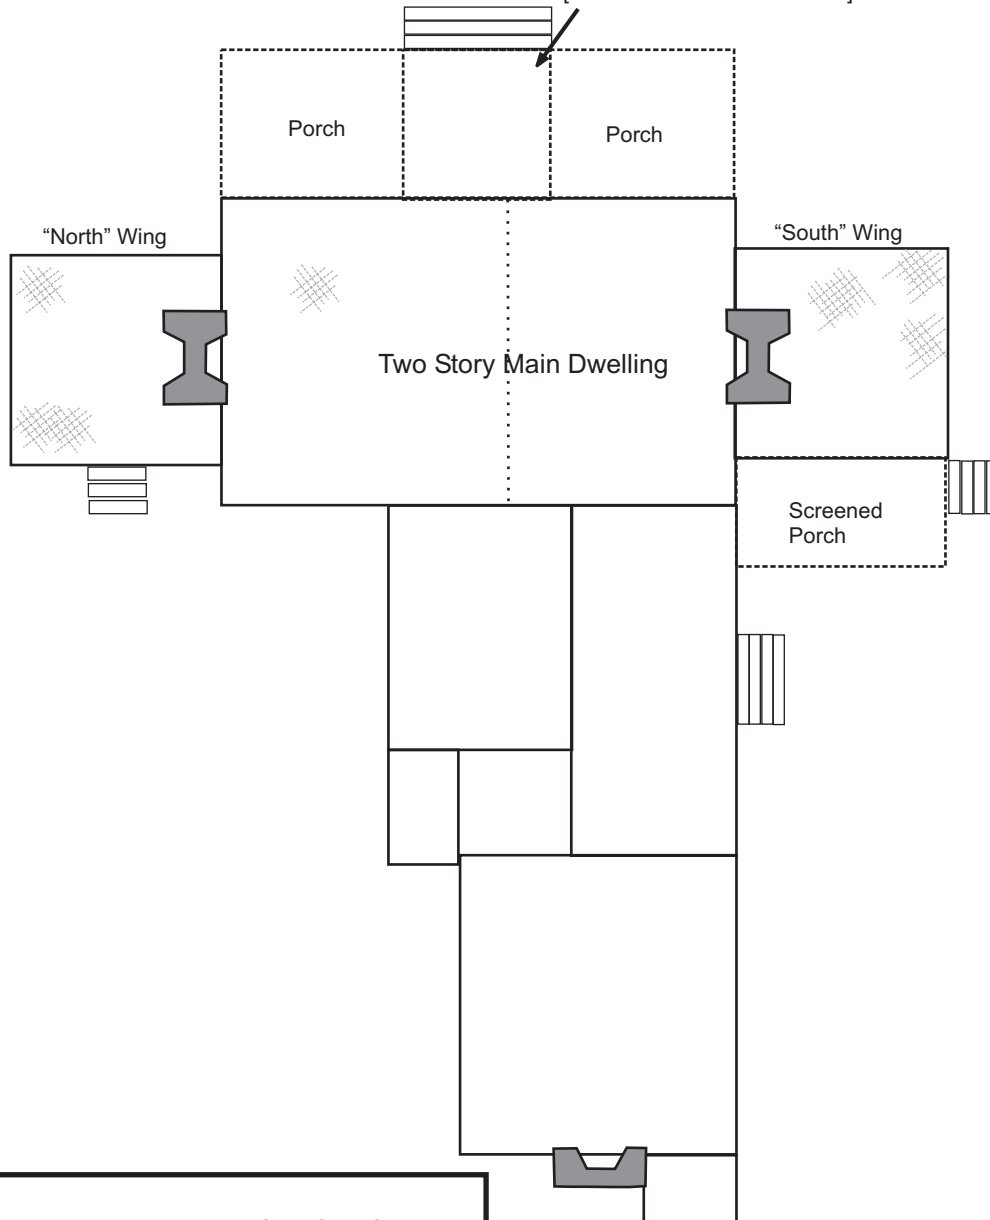 Porch
Porch
“North” Wing
“South” Wing
Two Story Main Dwelling
Screened
Porch